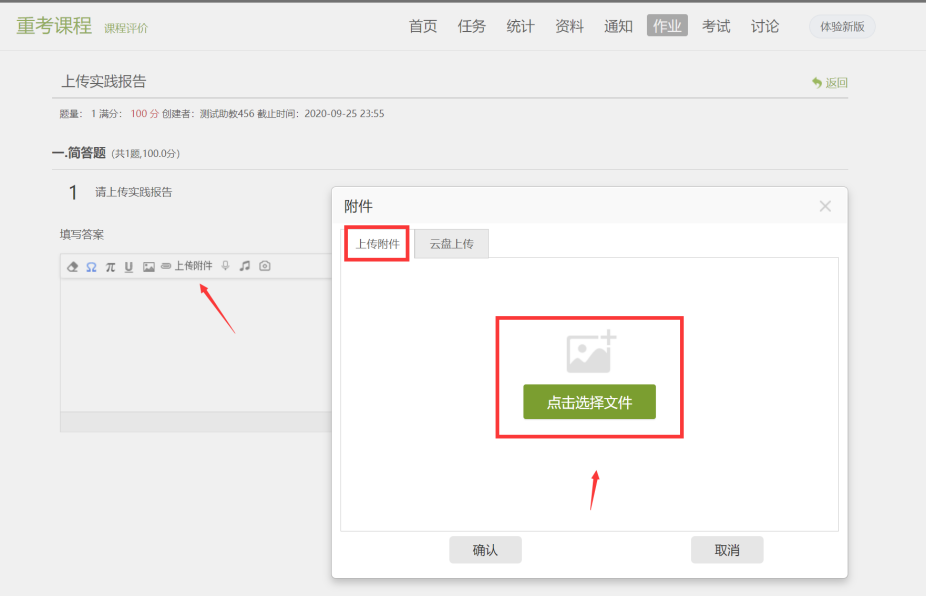 重考课程 课程评价 首页 任务 统计 资料 通知 作业 考试 讨论 体验新版
上传实践报告 返回
题量： 1 满分： 100 分 创建者： 测试助教456 截止时间： 2020-09-25 23:55
一.简答题 (共1题,100.0分)
1 请上传实践报告
填写答案
Ω π U 上传附件
附件 ×
上传附件 云盘上传
点击选择文件
确认 取消